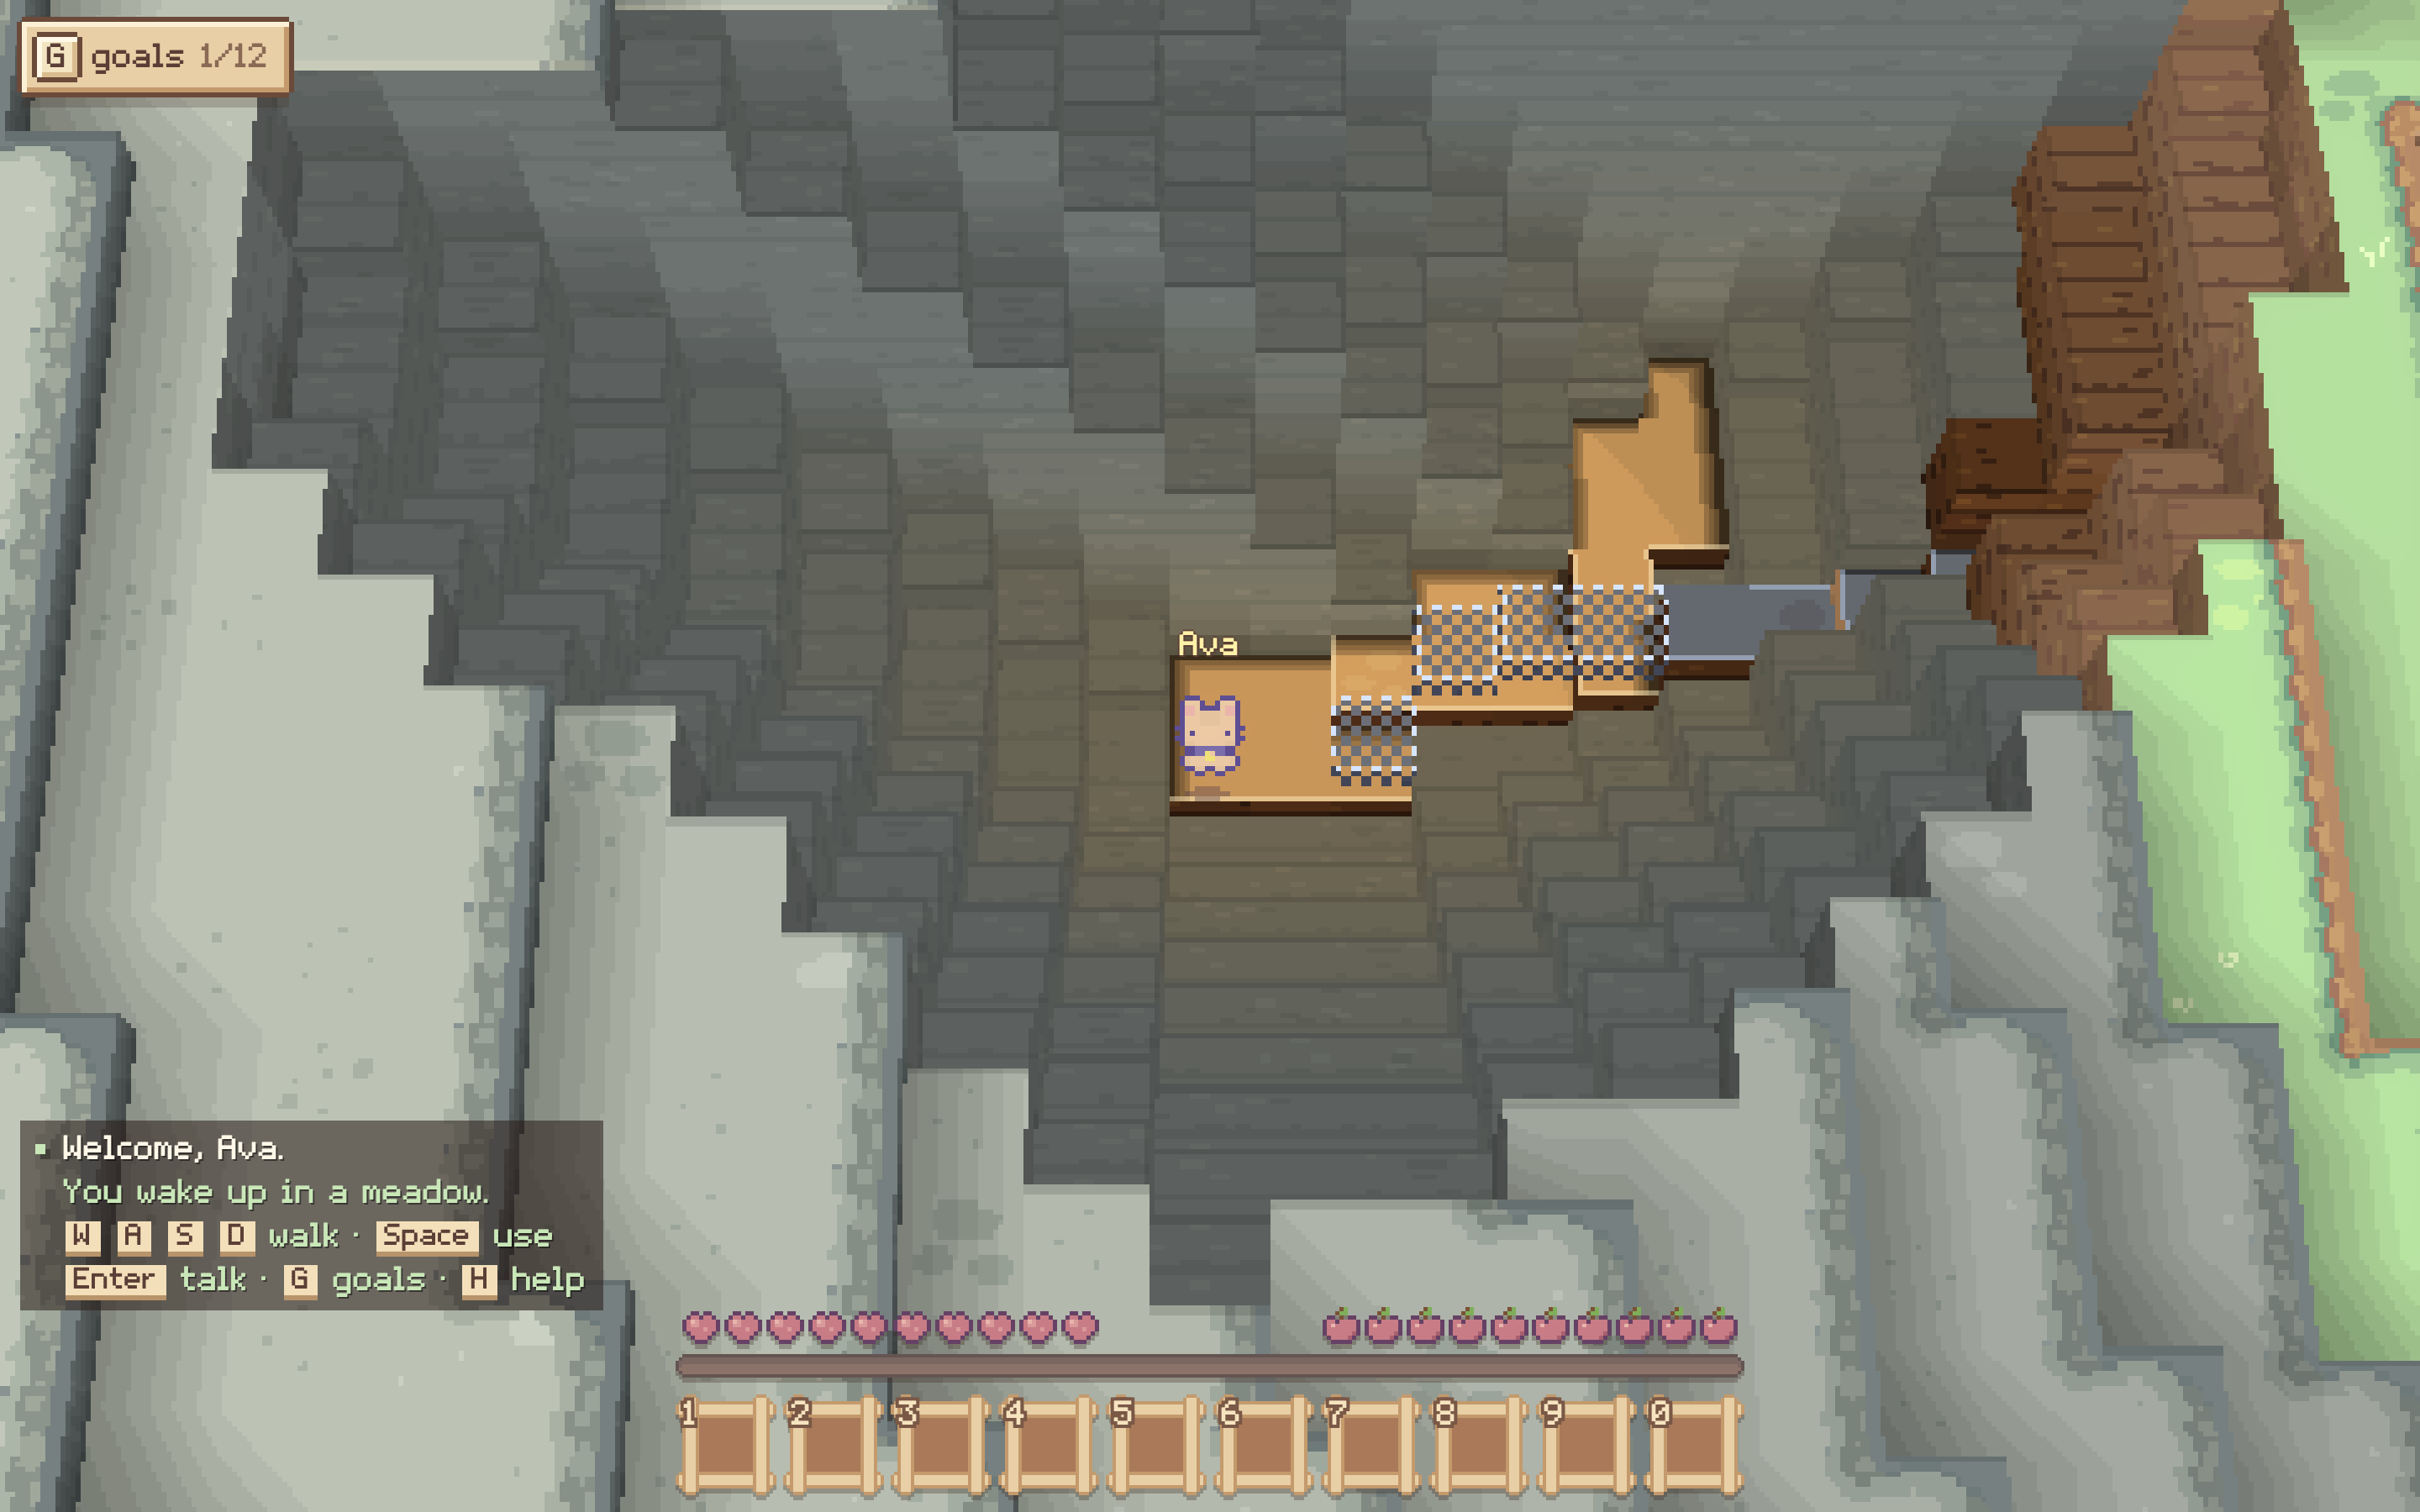 G goals 1/12
Ava
Welcome, Ava.
You wake up in a meadow.
W A S D walk · Space use
Enter talk · G goals · H help
1 2 3 4 5 6 7 8 9 0